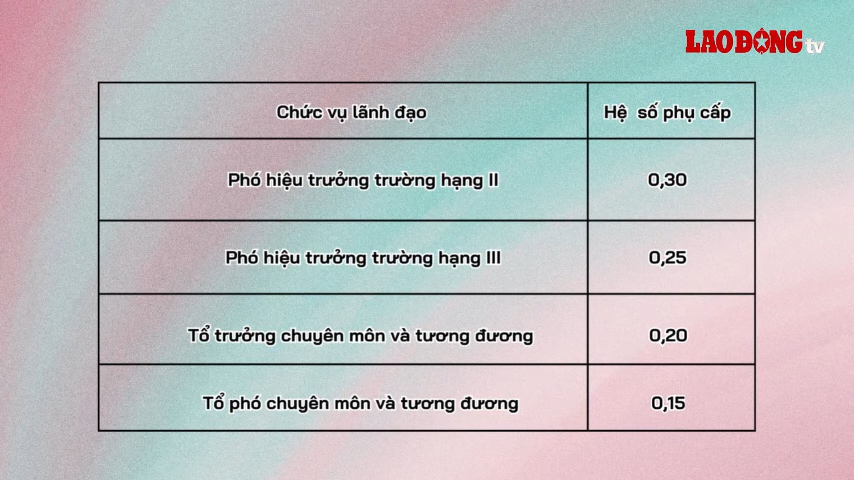 LAO ĐỘNG tv
Chức vụ lãnh đạo Hệ số phụ cấp
Phó hiệu trưởng trường hạng II 0,30
Phó hiệu trưởng trường hạng III 0,25
Tổ trưởng chuyên môn và tương đương 0,20
Tổ phó chuyên môn và tương đương 0,15